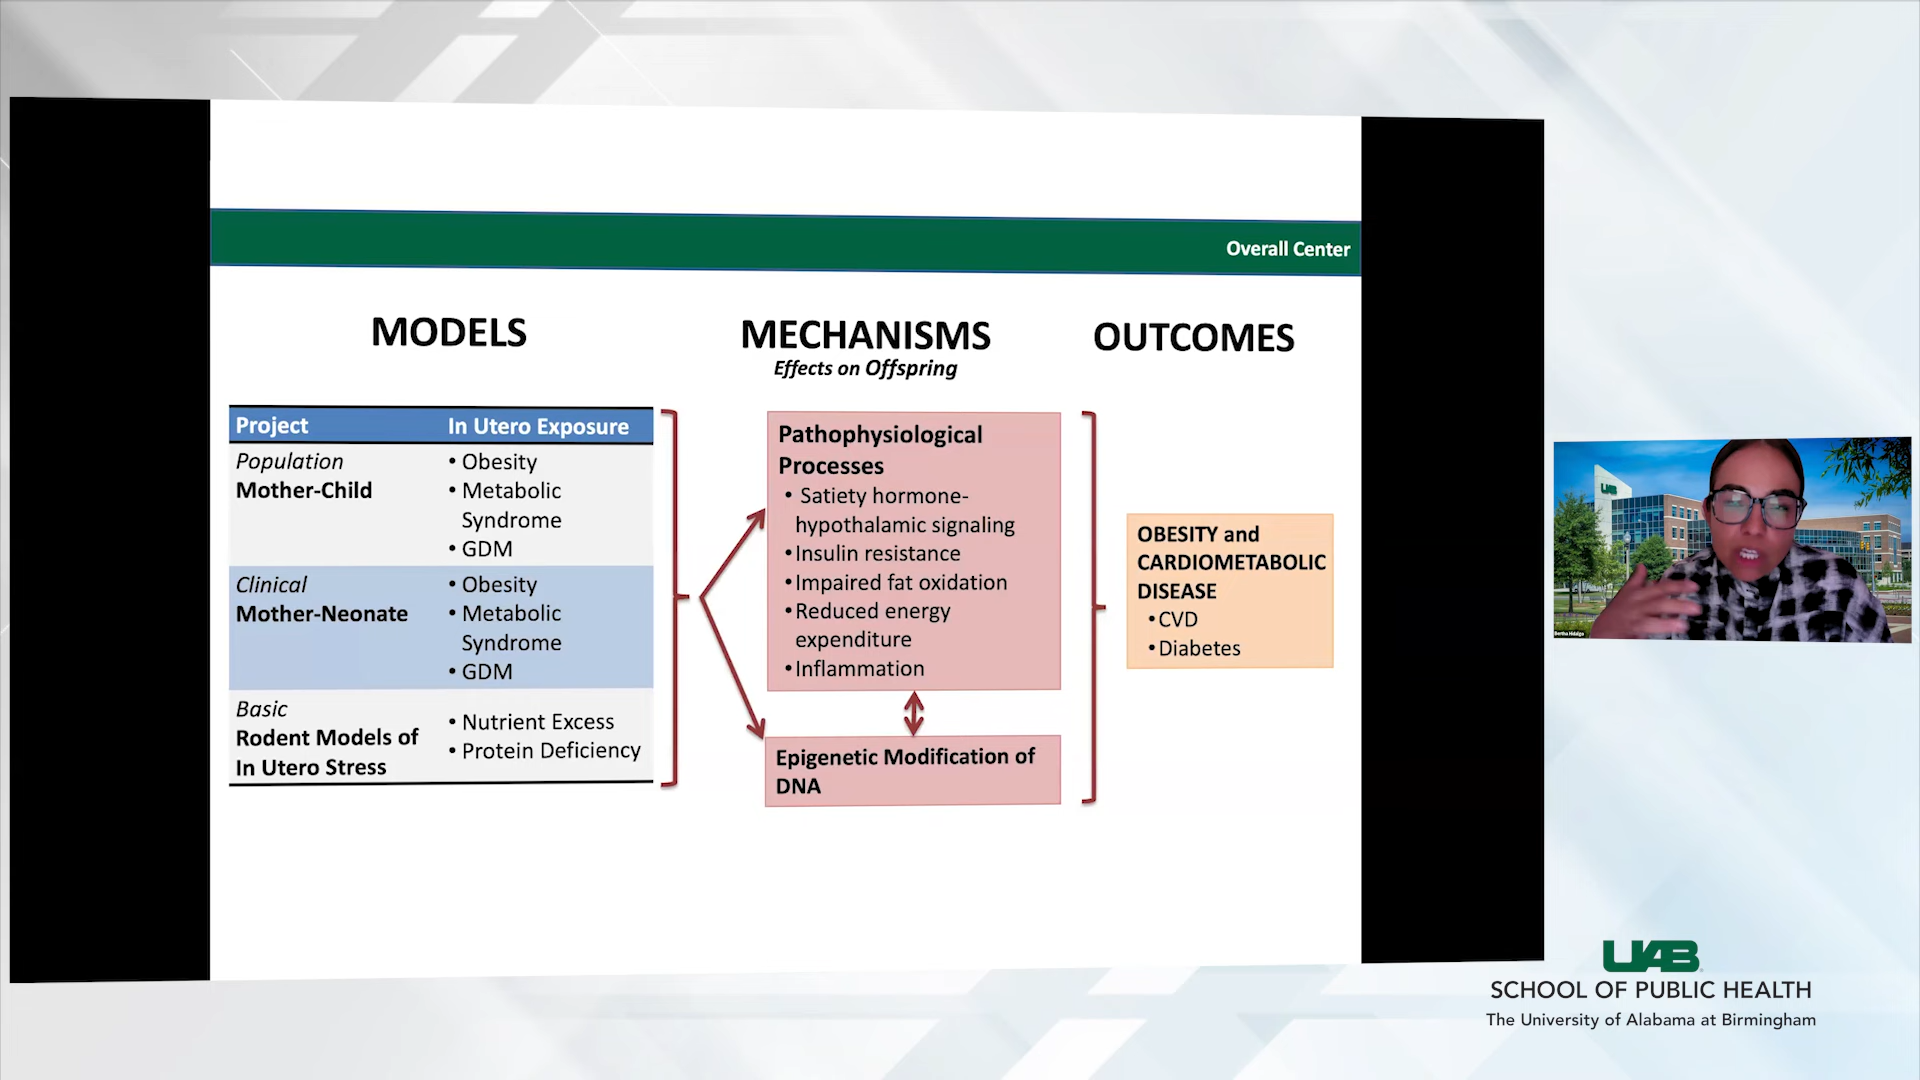 Overall Center
MODELS
MECHANISMS
Effects on Offspring
OUTCOMES
Project In Utero Exposure
Population
Mother-Child
• Obesity
• Metabolic
Syndrome
• GDM
Clinical
Mother-Neonate
• Obesity
• Metabolic
Syndrome
• GDM
Basic
Rodent Models of
In Utero Stress
• Nutrient Excess
• Protein Deficiency
Pathophysiological
Processes
• Satiety hormone-
hypothalamic signaling
• Insulin resistance
• Impaired fat oxidation
• Reduced energy
expenditure
• Inflammation
Epigenetic Modification of
DNA
OBESITY and
CARDIOMETABOLIC
DISEASE
• CVD
• Diabetes
UAB
Bertha Hidalgo
UAB
SCHOOL OF PUBLIC HEALTH
The University of Alabama at Birmingham